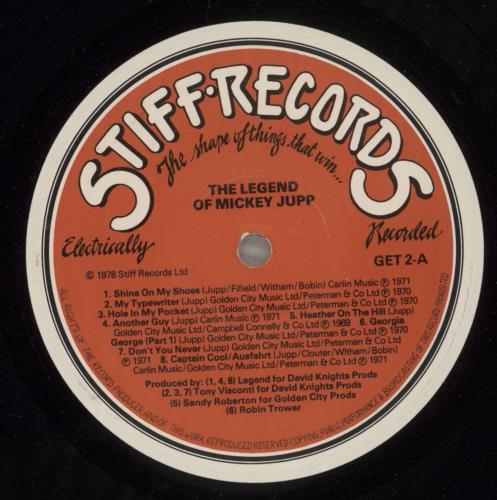 STIFF·RECORDS
The shape of things that win...
THE LEGEND
OF MICKEY JUPP
Electrically
Recorded
GET 2-A
© 1978 Stiff Records Ltd
1. Shine On My Shoes (Jupp/Fifield/Witham/Bobin) Carlin Music Ⓟ 1971
2. My Typewriter (Jupp) Golden City Music Ltd/Peterman & Co Ltd Ⓟ 1970
3. Hole In My Pocket (Jupp) Golden City Music Ltd/Peterman & Co Ltd Ⓟ 1970
4. Another Guy (Jupp) Carlin Music Ⓟ 1971 5. Heather On The Hill (Jupp)
Golden City Music Ltd/Campbell Connelly & Co Ltd Ⓟ 1969 6. Georgia
George (Part 1) (Jupp) Golden City Music Ltd/Peterman & Co Ltd Ⓟ 1970
7. Don't You Never (Jupp) Golden City Music Ltd/Peterman & Co Ltd Ⓟ
1971 8. Captain Cool/Ausfahrt (Jupp/Clouter/Witham/Bobin)
Carlin Music/Golden City Music Ltd/Peterman & Co Ltd Ⓟ 1971
Produced by: (1, 4, 8) Legend for David Knights Prods
(2, 3, 7) Tony Visconti for David Knights Prods
(5) Sandy Roberton for Golden City Prods
(6) Robin Trower
ALL RIGHTS OF THE RECORD PRODUCER AND OF THIS WORK REPRODUCED RESERVED·COPYING·PUBLIC PERFORMANCE & BROADCASTING OF THIS RECORD PROHIBITED